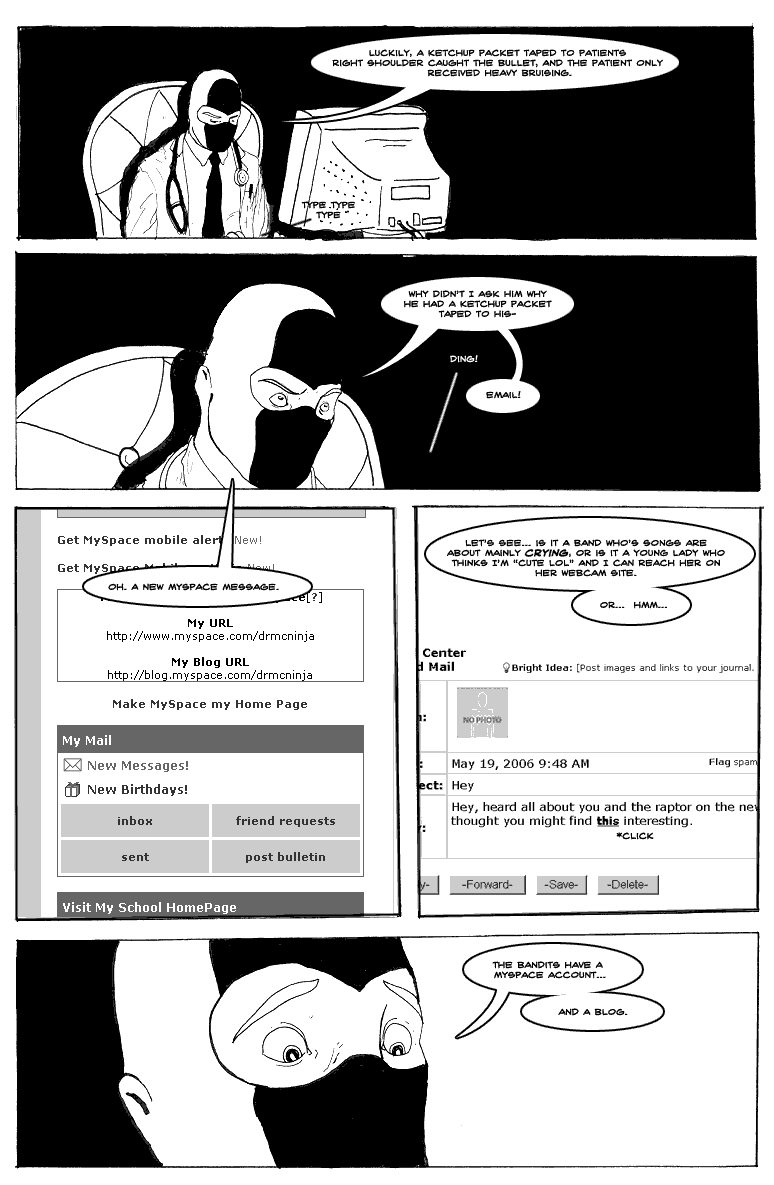 LUCKILY, A KETCHUP PACKET TAPED TO PATIENTS
RIGHT SHOULDER CAUGHT THE BULLET, AND THE PATIENT ONLY
RECEIVED HEAVY BRUISING.
TYPE .TYPE
TYPE
WHY DIDN'T I ASK HIM WHY
HE HAD A KETCHUP PACKET
TAPED TO HIS-
DING!
EMAIL!
Get MySpace mobile alert New!
Get MySpace New!
OH. A NEW MYSPACE MESSAGE.
[?]
My URL
http://www.myspace.com/drmcninja
My Blog URL
http://blog.myspace.com/drmcninja
Make MySpace my Home Page
My Mail
New Messages!
New Birthdays!
inbox friend requests
sent post bulletin
Visit My School HomePage
LET'S SEE... IS IT A BAND WHO'S SONGS ARE
ABOUT MAINLY CRYING, OR IS IT A YOUNG LADY WHO
THINKS I'M "CUTE LOL" AND I CAN REACH HER ON
HER WEBCAM SITE.
OR... HMM...
Center
d Mail
Bright Idea: [Post images and links to your journal.
NO PHOTO
May 19, 2006 9:48 AM Flag spam
ect: Hey
Hey, heard all about you and the raptor on the new
thought you might find this interesting.
*CLICK
y- -Forward- -Save- -Delete-
THE BANDITS HAVE A
MYSPACE ACCOUNT...
AND A BLOG.